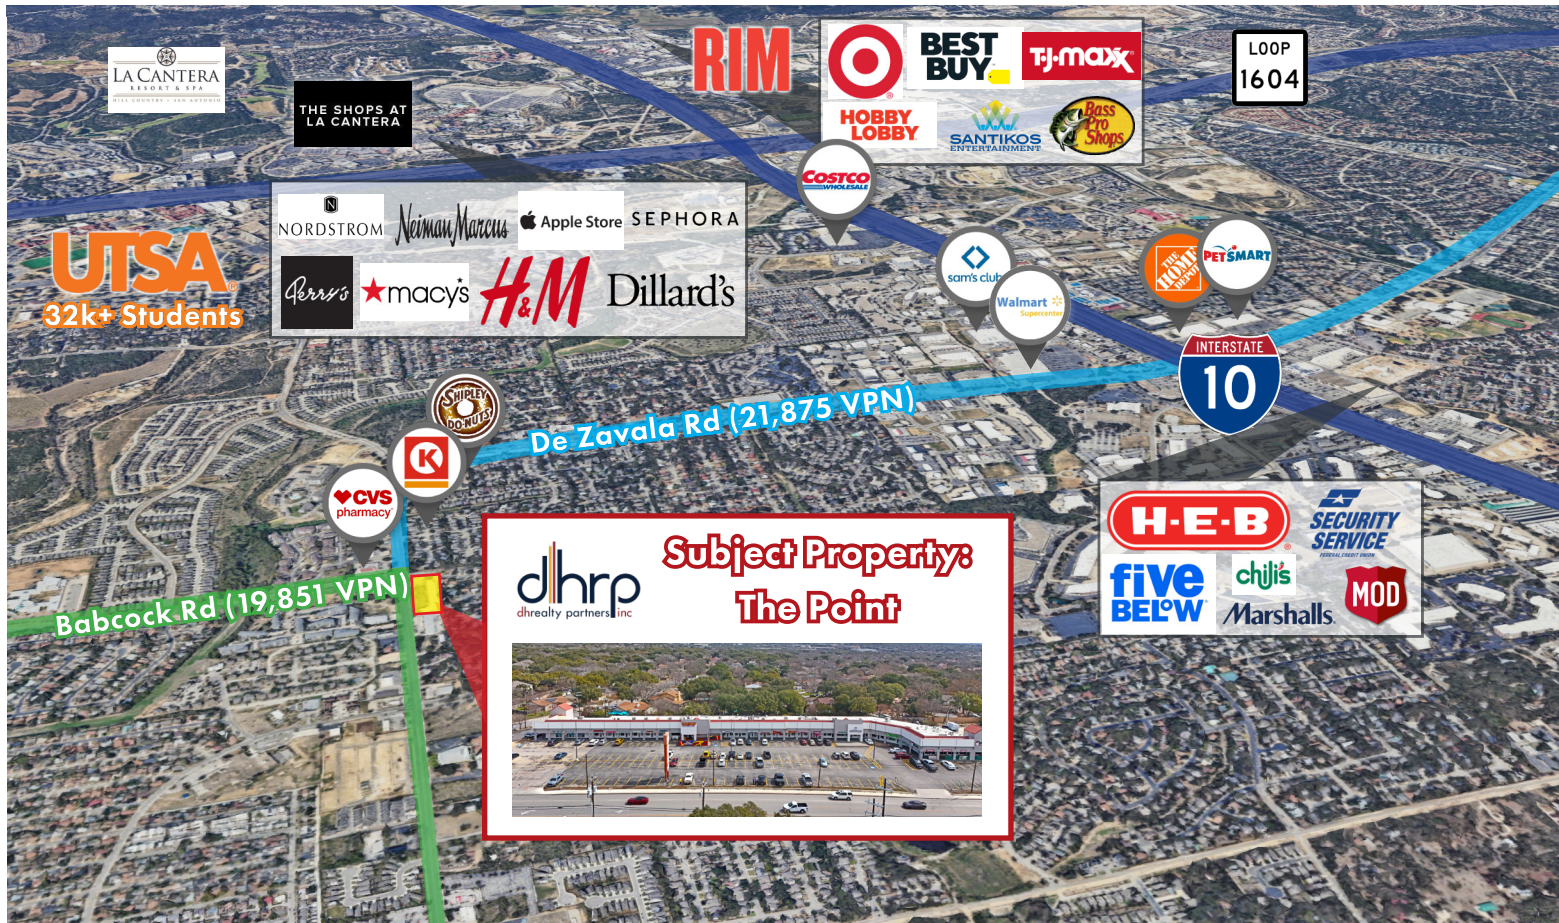 LA CANTERA
RESORT & SPA
HILL COUNTRY • SAN ANTONIO
THE SHOPS AT
LA CANTERA
RIM
BEST
BUY
T·J·maxx
HOBBY
LOBBY
SANTIKOS
ENTERTAINMENT
Bass
Pro
Shops
LOOP
1604
COSTCO
WHOLESALE
N
NORDSTROM
Neiman Marcus
Apple Store
SEPHORA
Perry's
macy's
H&M
Dillard's
UTSA
32k+ Students
sam's club
Walmart
Supercenter
THE
HOME
DEPOT
PETSMART
INTERSTATE
10
SHIPLEY
DO-NUTS
De Zavala Rd (21,875 VPN)
K
CVS
pharmacy
Babcock Rd (19,851 VPN)
H-E-B
SECURITY
SERVICE
FEDERAL CREDIT UNION
five
BELOW
chili's
Marshalls
MOD
dhrp
dhrealty partners inc
Subject Property:
The Point